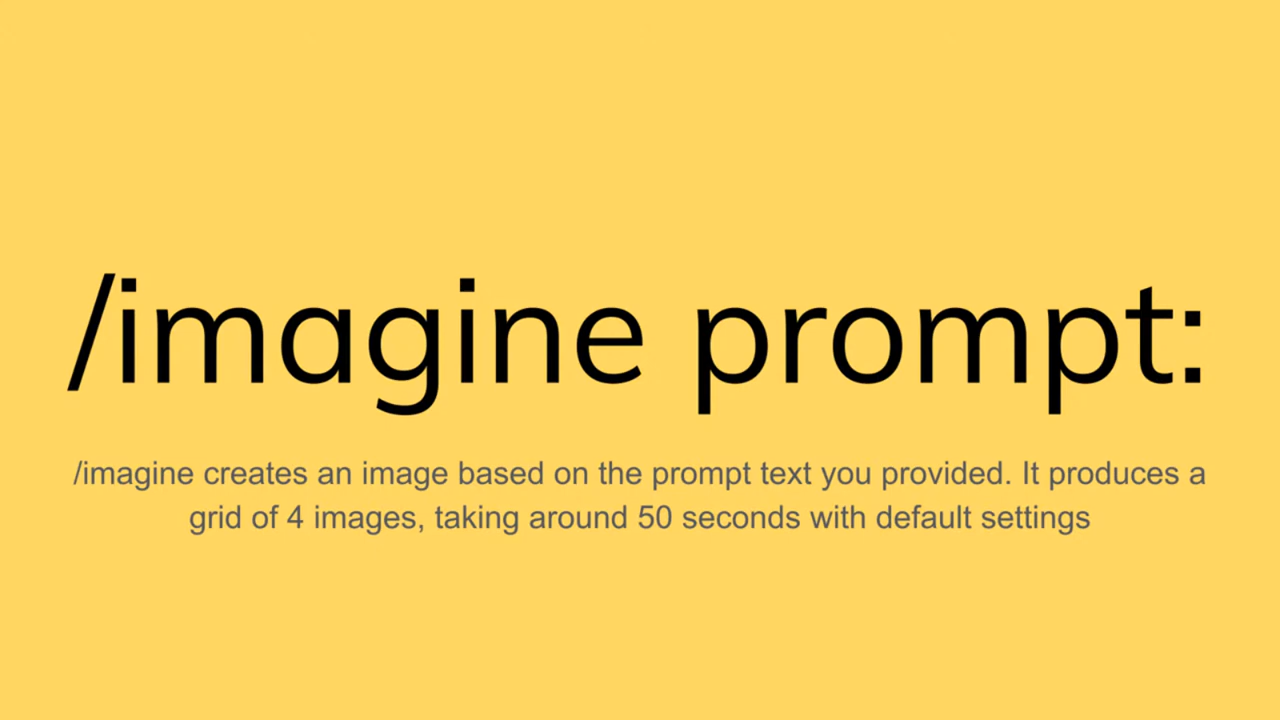 /imagine prompt:
/imagine creates an image based on the prompt text you provided. It produces a
grid of 4 images, taking around 50 seconds with default settings